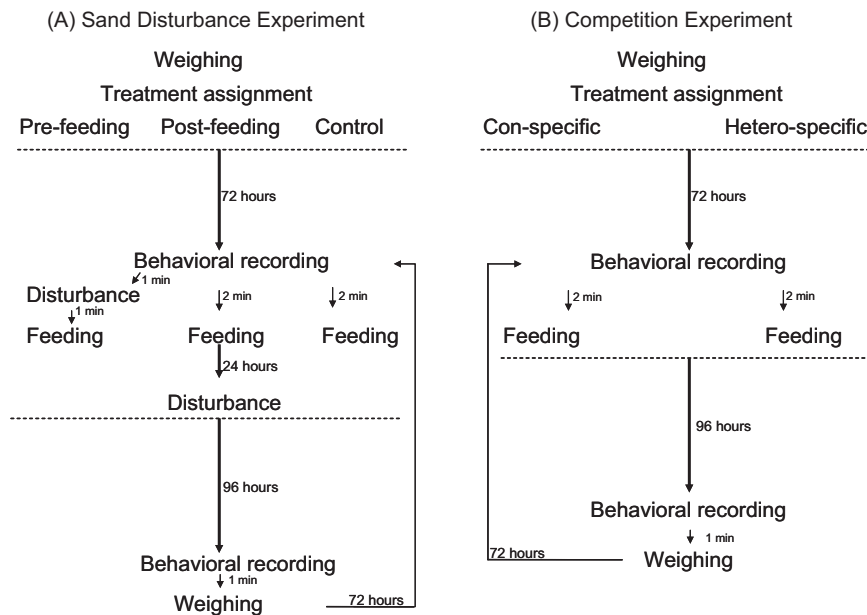 (A) Sand Disturbance Experiment
Weighing
Treatment assignment
Pre-feeding Post-feeding Control
72 hours
Behavioral recording
1 min
Disturbance 2 min 2 min
1 min
Feeding Feeding Feeding
24 hours
Disturbance
96 hours
Behavioral recording
1 min
Weighing 72 hours
(B) Competition Experiment
Weighing
Treatment assignment
Con-specific Hetero-specific
72 hours
Behavioral recording
2 min 2 min
Feeding Feeding
96 hours
Behavioral recording
1 min
72 hours Weighing